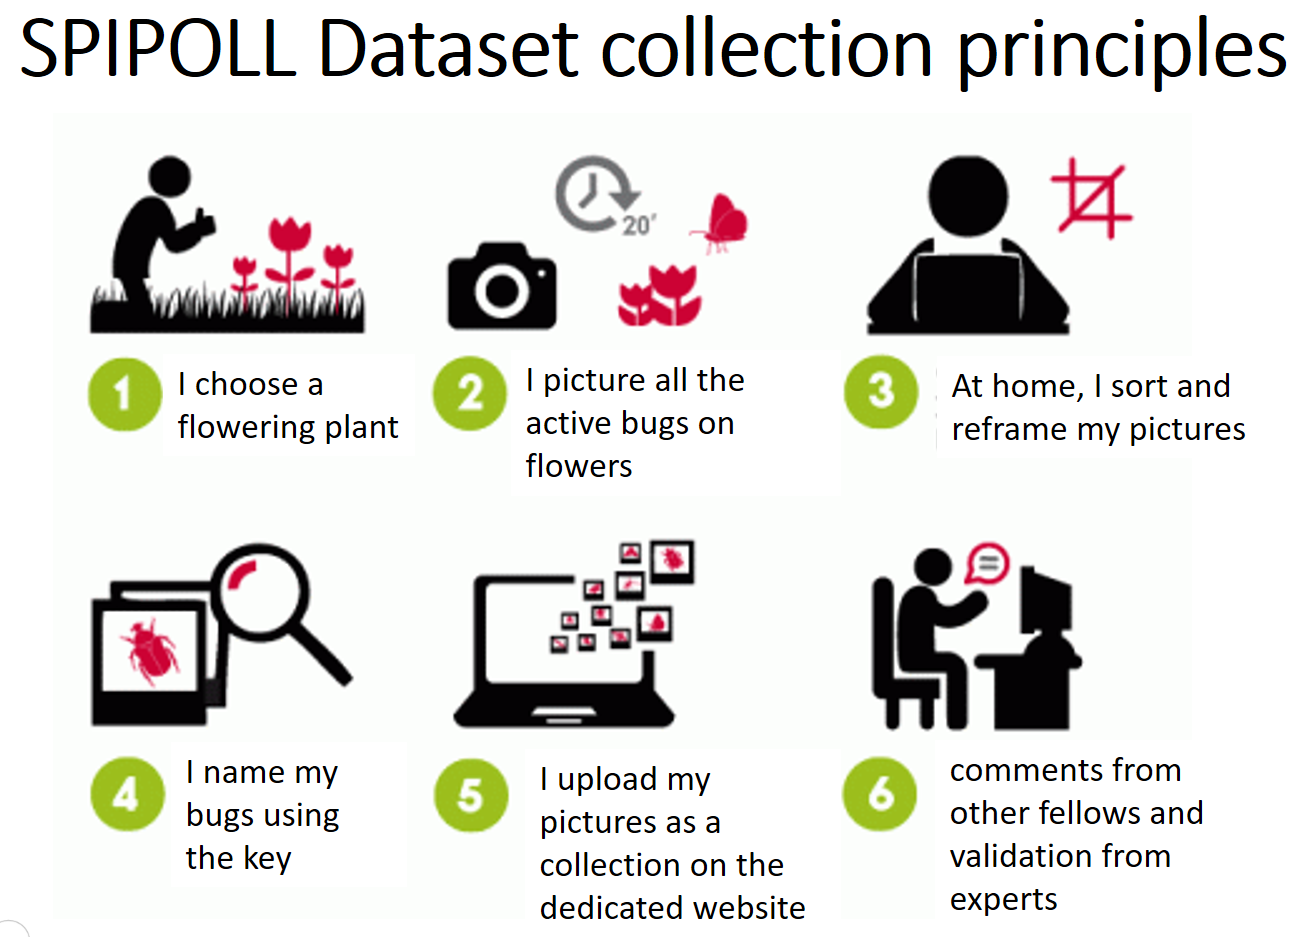 SPIPOLL Dataset collection principles
20’
1
I choose a
flowering plant
2
I picture all the
active bugs on
flowers
3
At home, I sort and
reframe my pictures
4
I name my
bugs using
the key
5
I upload my
pictures as a
collection on the
dedicated website
6
comments from
other fellows and
validation from
experts